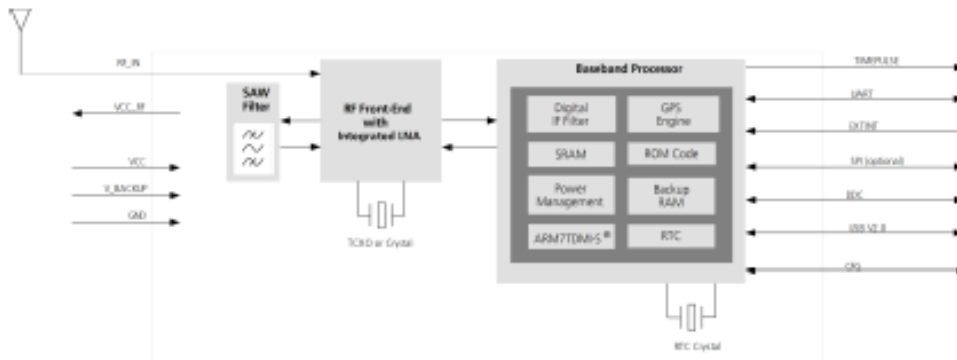 RF_IN
VCC_RF
VCC
V_BACKUP
GND
SAW
Filter
RF Front-End
with
Integrated LNA
TCXO or Crystal
Baseband Processor
Digital
IF Filter
GPS
Engine
SRAM
ROM Code
Power
Management
Backup
RAM
ARM7TDMI-S®
RTC
RTC Crystal
TIMEPULSE
UART
EXTINT
SPI (optional)
DDC
USB V2.0
CFG